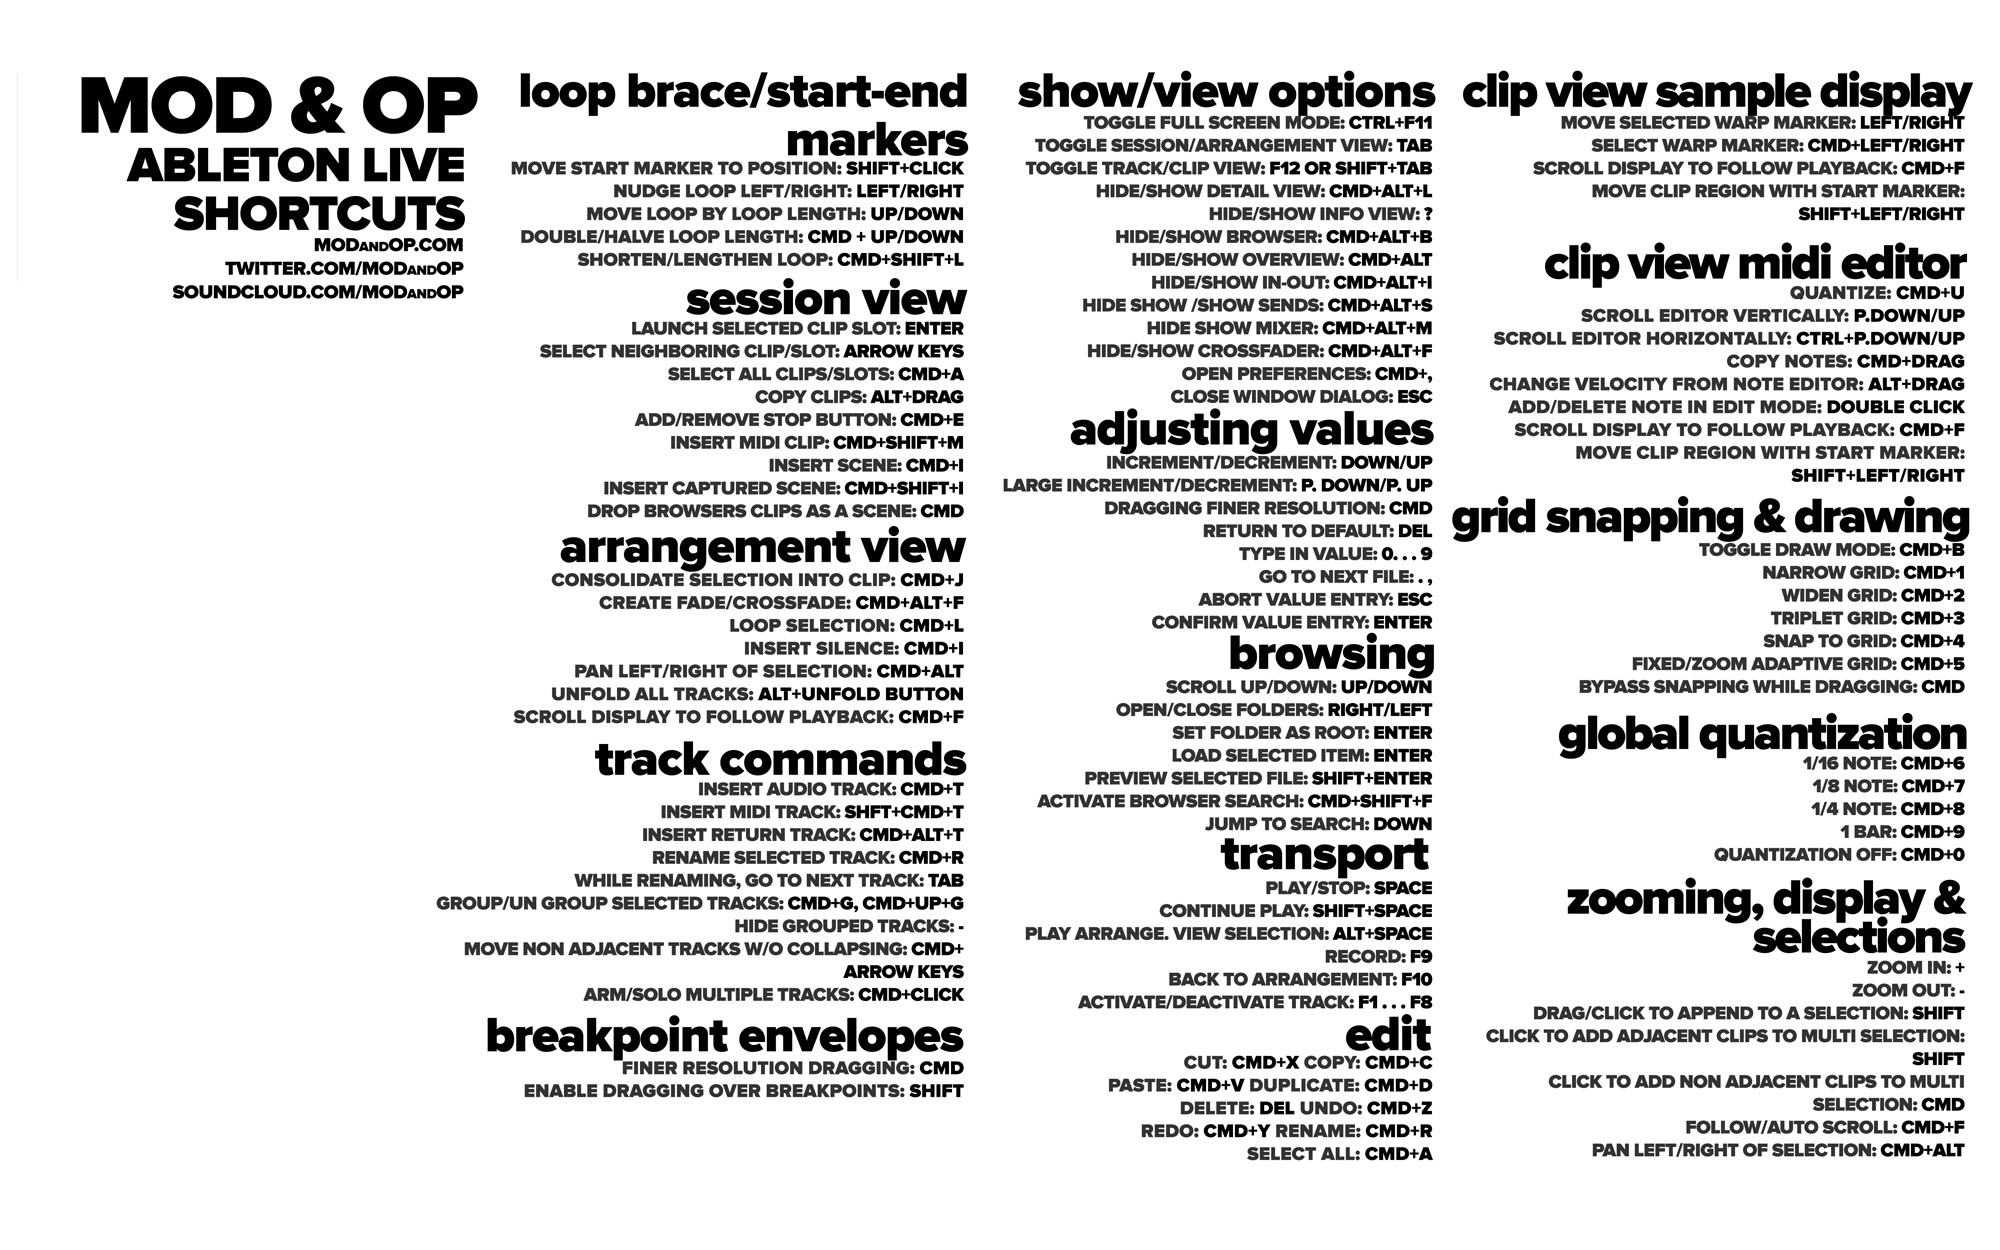 MOD & OP
ABLETON LIVE
SHORTCUTS
MODANDOP.COM
TWITTER.COM/MODANDOP
SOUNDCLOUD.COM/MODANDOP
loop brace/start-end
markers
MOVE START MARKER TO POSITION: SHIFT+CLICK
NUDGE LOOP LEFT/RIGHT: LEFT/RIGHT
MOVE LOOP BY LOOP LENGTH: UP/DOWN
DOUBLE/HALVE LOOP LENGTH: CMD + UP/DOWN
SHORTEN/LENGTHEN LOOP: CMD+SHIFT+L
session view
LAUNCH SELECTED CLIP SLOT: ENTER
SELECT NEIGHBORING CLIP/SLOT: ARROW KEYS
SELECT ALL CLIPS/SLOTS: CMD+A
COPY CLIPS: ALT+DRAG
ADD/REMOVE STOP BUTTON: CMD+E
INSERT MIDI CLIP: CMD+SHIFT+M
INSERT SCENE: CMD+I
INSERT CAPTURED SCENE: CMD+SHIFT+I
DROP BROWSERS CLIPS AS A SCENE: CMD
arrangement view
CONSOLIDATE SELECTION INTO CLIP: CMD+J
CREATE FADE/CROSSFADE: CMD+ALT+F
LOOP SELECTION: CMD+L
INSERT SILENCE: CMD+I
PAN LEFT/RIGHT OF SELECTION: CMD+ALT
UNFOLD ALL TRACKS: ALT+UNFOLD BUTTON
SCROLL DISPLAY TO FOLLOW PLAYBACK: CMD+F
track commands
INSERT AUDIO TRACK: CMD+T
INSERT MIDI TRACK: SHFT+CMD+T
INSERT RETURN TRACK: CMD+ALT+T
RENAME SELECTED TRACK: CMD+R
WHILE RENAMING, GO TO NEXT TRACK: TAB
GROUP/UN GROUP SELECTED TRACKS: CMD+G, CMD+UP+G
HIDE GROUPED TRACKS: -
MOVE NON ADJACENT TRACKS W/O COLLAPSING: CMD+
ARROW KEYS
ARM/SOLO MULTIPLE TRACKS: CMD+CLICK
breakpoint envelopes
FINER RESOLUTION DRAGGING: CMD
ENABLE DRAGGING OVER BREAKPOINTS: SHIFT
show/view options
TOGGLE FULL SCREEN MODE: CTRL+F11
TOGGLE SESSION/ARRANGEMENT VIEW: TAB
TOGGLE TRACK/CLIP VIEW: F12 OR SHIFT+TAB
HIDE/SHOW DETAIL VIEW: CMD+ALT+L
HIDE/SHOW INFO VIEW: ?
HIDE/SHOW BROWSER: CMD+ALT+B
HIDE/SHOW OVERVIEW: CMD+ALT
HIDE/SHOW IN-OUT: CMD+ALT+I
HIDE SHOW /SHOW SENDS: CMD+ALT+S
HIDE SHOW MIXER: CMD+ALT+M
HIDE/SHOW CROSSFADER: CMD+ALT+F
OPEN PREFERENCES: CMD+,
CLOSE WINDOW DIALOG: ESC
adjusting values
INCREMENT/DECREMENT: DOWN/UP
LARGE INCREMENT/DECREMENT: P. DOWN/P. UP
DRAGGING FINER RESOLUTION: CMD
RETURN TO DEFAULT: DEL
TYPE IN VALUE: 0. . . 9
GO TO NEXT FILE: . ,
ABORT VALUE ENTRY: ESC
CONFIRM VALUE ENTRY: ENTER
browsing
SCROLL UP/DOWN: UP/DOWN
OPEN/CLOSE FOLDERS: RIGHT/LEFT
SET FOLDER AS ROOT: ENTER
LOAD SELECTED ITEM: ENTER
PREVIEW SELECTED FILE: SHIFT+ENTER
ACTIVATE BROWSER SEARCH: CMD+SHIFT+F
JUMP TO SEARCH: DOWN
transport
PLAY/STOP: SPACE
CONTINUE PLAY: SHIFT+SPACE
PLAY ARRANGE. VIEW SELECTION: ALT+SPACE
RECORD: F9
BACK TO ARRANGEMENT: F10
ACTIVATE/DEACTIVATE TRACK: F1 . . . F8
edit
CUT: CMD+X COPY: CMD+C
PASTE: CMD+V DUPLICATE: CMD+D
DELETE: DEL UNDO: CMD+Z
REDO: CMD+Y RENAME: CMD+R
SELECT ALL: CMD+A
clip view sample display
MOVE SELECTED WARP MARKER: LEFT/RIGHT
SELECT WARP MARKER: CMD+LEFT/RIGHT
SCROLL DISPLAY TO FOLLOW PLAYBACK: CMD+F
MOVE CLIP REGION WITH START MARKER:
SHIFT+LEFT/RIGHT
clip view midi editor
QUANTIZE: CMD+U
SCROLL EDITOR VERTICALLY: P.DOWN/UP
SCROLL EDITOR HORIZONTALLY: CTRL+P.DOWN/UP
COPY NOTES: CMD+DRAG
CHANGE VELOCITY FROM NOTE EDITOR: ALT+DRAG
ADD/DELETE NOTE IN EDIT MODE: DOUBLE CLICK
SCROLL DISPLAY TO FOLLOW PLAYBACK: CMD+F
MOVE CLIP REGION WITH START MARKER:
SHIFT+LEFT/RIGHT
grid snapping & drawing
TOGGLE DRAW MODE: CMD+B
NARROW GRID: CMD+1
WIDEN GRID: CMD+2
TRIPLET GRID: CMD+3
SNAP TO GRID: CMD+4
FIXED/ZOOM ADAPTIVE GRID: CMD+5
BYPASS SNAPPING WHILE DRAGGING: CMD
global quantization
1/16 NOTE: CMD+6
1/8 NOTE: CMD+7
1/4 NOTE: CMD+8
1 BAR: CMD+9
QUANTIZATION OFF: CMD+0
zooming, display &
selections
ZOOM IN: +
ZOOM OUT: -
DRAG/CLICK TO APPEND TO A SELECTION: SHIFT
CLICK TO ADD ADJACENT CLIPS TO MULTI SELECTION:
SHIFT
CLICK TO ADD NON ADJACENT CLIPS TO MULTI
SELECTION: CMD
FOLLOW/AUTO SCROLL: CMD+F
PAN LEFT/RIGHT OF SELECTION: CMD+ALT